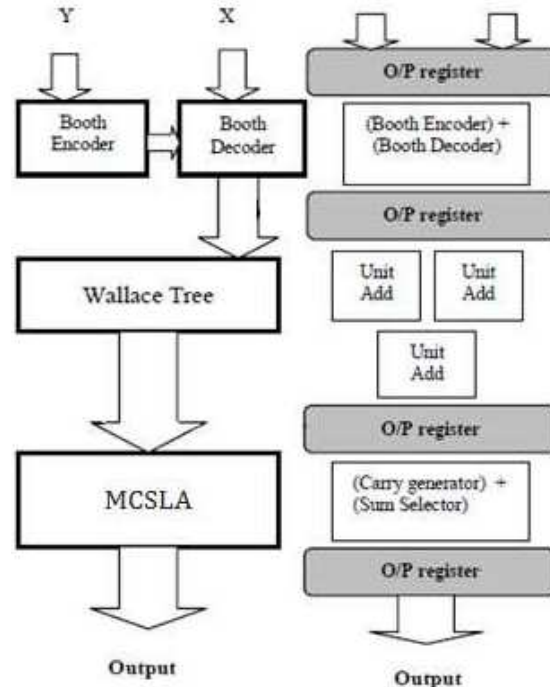 Y
X
Booth
Encoder
Booth
Decoder
Wallace Tree
MCSLA
Output
O/P register
(Booth Encoder) +
(Booth Decoder)
O/P register
Unit
Add
Unit
Add
Unit
Add
O/P register
(Carry generator) +
(Sum Selector)
O/P register
Output